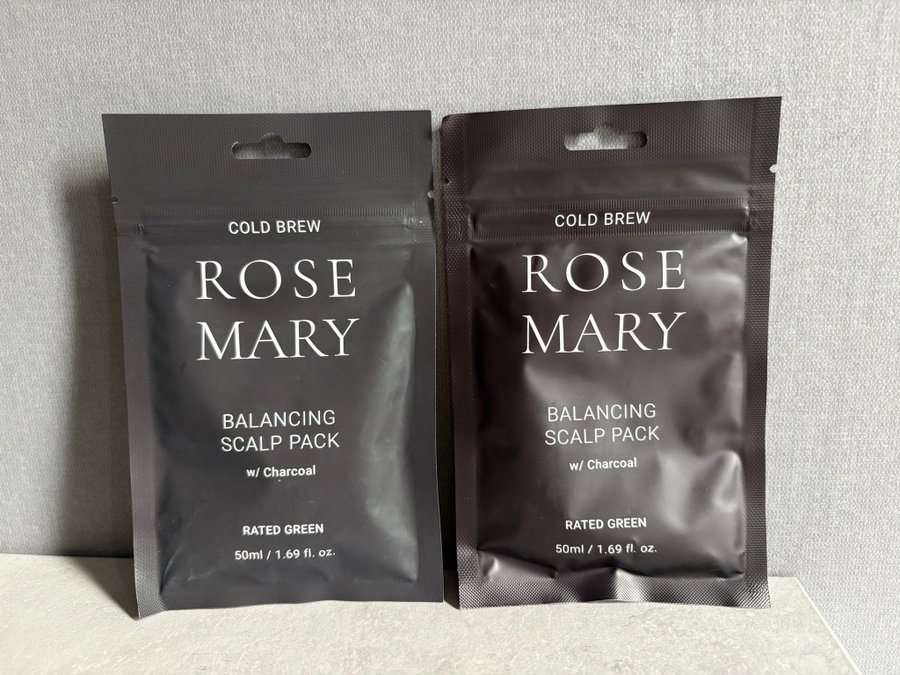 COLD BREW
ROSE
MARY
BALANCING
SCALP PACK
w/ Charcoal
RATED GREEN
50ml / 1.69 fl. oz.
COLD BREW
ROSE
MARY
BALANCING
SCALP PACK
w/ Charcoal
RATED GREEN
50ml / 1.69 fl. oz.